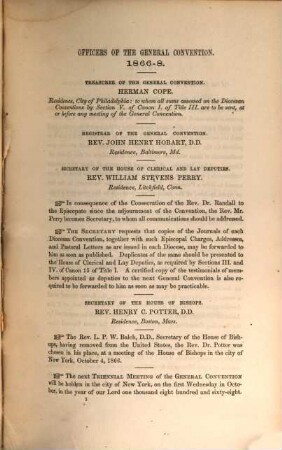 OFFICERS OF THE GENERAL CONVENTION.
1866-8.
TREASURER OF THE GENERAL CONVENTION.
HERMAN COPE.
Residence, City of Philadelphia: to whom all sums assessed on the Diocesan
Conventions by Section V. of Canon I. of Title III. are to be sent, at
or before any meeting of the General Convention.
REGISTRAR OF THE GENERAL CONVENTION.
REV. JOHN HENRY HOBART, D.D.
Residence, Baltimore, Md.
SECRETARY OF THE HOUSE OF CLERICAL AND LAY DEPUTIES.
REV. WILLIAM STEVENS PERRY.
Residence, Litchfield, Conn.
In consequence of the Consecration of the Rev. Dr. Randall to
the Episcopate since the adjournment of the Convention, the Rev. Mr.
Perry becomes Secretary, to whom all communications should be addressed.
THE SECRETARY requests that copies of the Journals of each
Diocesan Convention, together with such Episcopal Charges, Addresses,
and Pastoral Letters as are issued in each Diocese, may be forwarded to
him as soon as published. Duplicates of the same should be presented to
the House of Clerical and Lay Deputies, as required by Sections III. and
IV. of Canon 15 of Title I. A certified copy of the testimonials of mem-
bers appointed as deputies to the next General Convention is also requir-
ed to be forwarded to him as soon as may be practicable.
SECRETARY OF THE HOUSE OF BISHOPS.
REV. HENRY C. POTTER, D.D.
Residence, Boston, Mass.
The Rev. L. P. W. Balch, D.D., Secretary of the House of Bish-
ops, having removed from the United States, the Rev. Dr. Potter was
chosen in his place, at a meeting of the House of Bishops in the city of
New York, October 4, 1866.
The next TRIENNIAL MEETING of the GENERAL CONVENTION
will be holden in the city of New York, on the first Wednesday in Octo-
ber, in the year of our Lord one thousand eight hundred and sixty-eight.